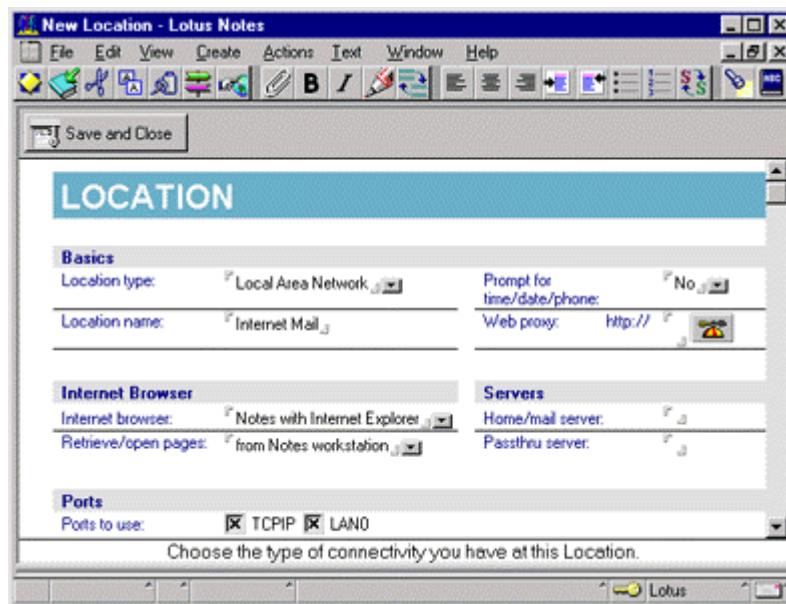 New Location - Lotus Notes
File Edit View Create Actions Text Window Help
B I
Save and Close
LOCATION
Basics
Location type: Local Area Network Prompt for time/date/phone: No
Location name: Internet Mail Web proxy: http://
Internet Browser Servers
Internet browser: Notes with Internet Explorer Home/mail server:
Retrieve/open pages: from Notes workstation Passthru server:
Ports
Ports to use: TCPIP LAN0
Choose the type of connectivity you have at this Location.
Lotus